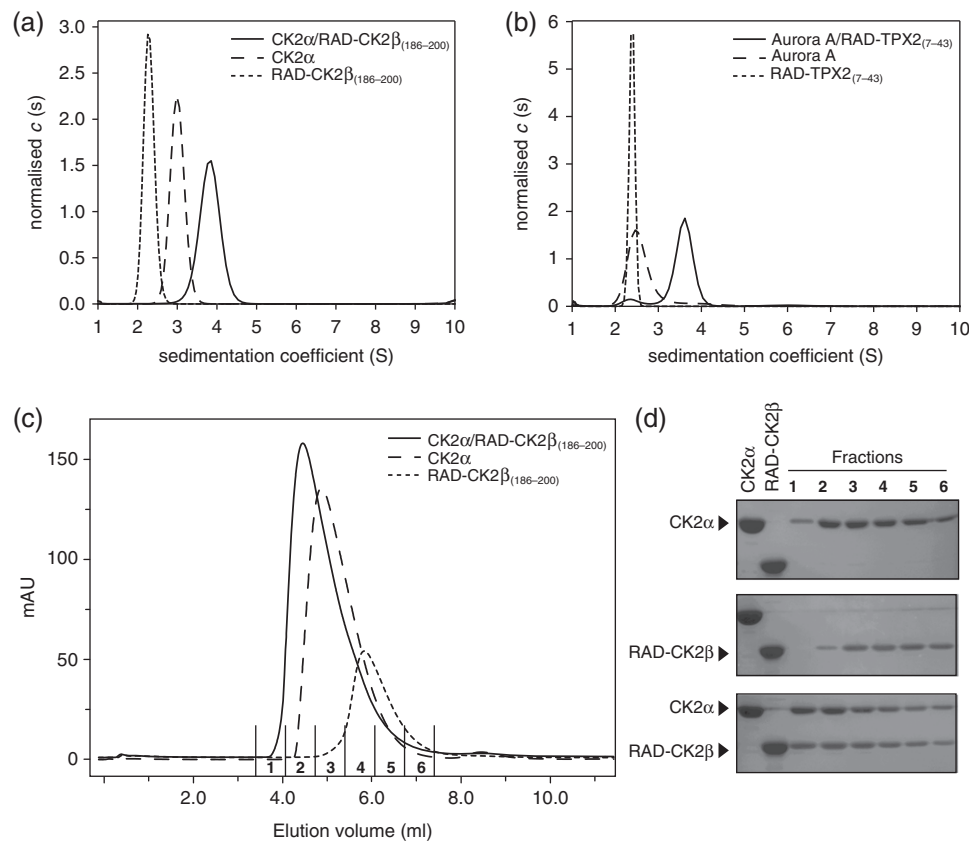 (a)
3.0
2.5
2.0
1.5
1.0
0.5
0.0
normalised c (s)
CK2α/RAD-CK2β(186–200)
CK2α
RAD-CK2β(186–200)
1 2 3 4 5 6 7 8 9 10
sedimentation coefficient (S)
(b)
6
5
4
3
2
1
0
normalised c (s)
Aurora A/RAD-TPX2(7–43)
Aurora A
RAD-TPX2(7–43)
1 2 3 4 5 6 7 8 9 10
sedimentation coefficient (S)
(c)
150
100
50
0
mAU
CK2α/RAD-CK2β(186–200)
CK2α
RAD-CK2β(186–200)
1 2 3 4 5 6
2.0 4.0 6.0 8.0 10.0
Elution volume (ml)
(d)
CK2α
RAD-CK2β
Fractions
1 2 3 4 5 6
CK2α
RAD-CK2β
CK2α
RAD-CK2β